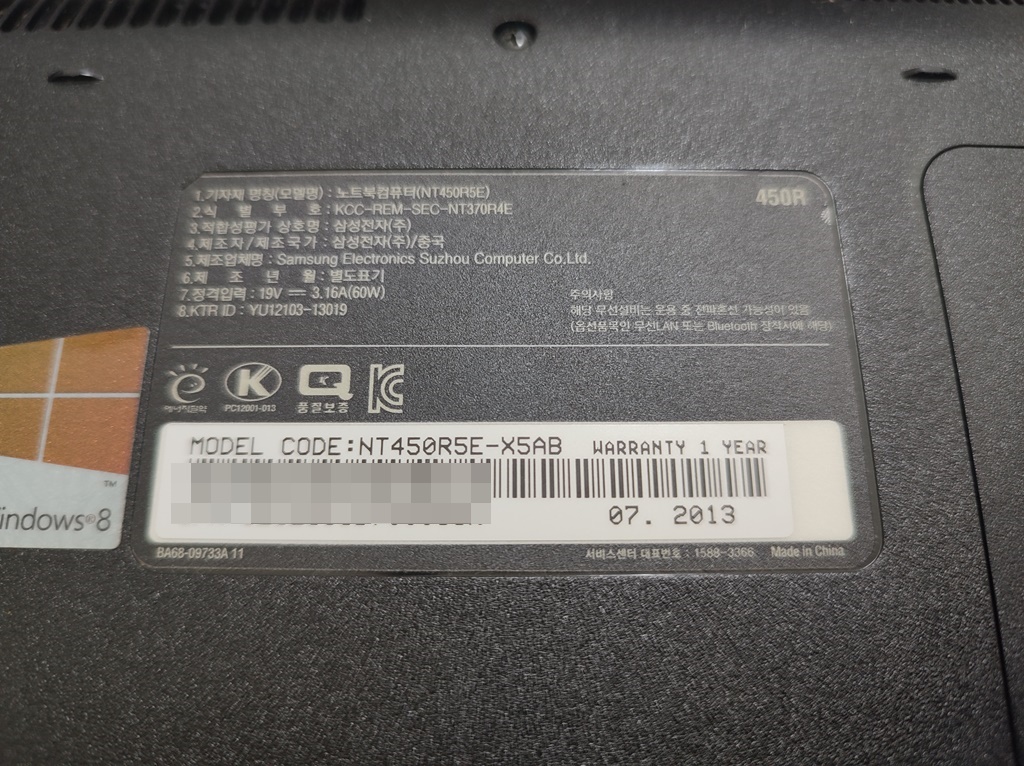 450R
1.기자재 명칭(모델명) : 노트북컴퓨터(NT450R5E)
2.식 별 부 호 : KCC-REM-SEC-NT370R4E
3.적합성평가 상호명 : 삼성전자(주)
4.제조자/제조국가 : 삼성전자(주)/중국
5.제조업체명 : Samsung Electronics Suzhou Computer Co,Ltd.
6.제 조 년 월 : 별도표기
7.정격입력 : 19V 3.16A(60W)
8.KTR ID : YU12103-13019
주의사항
해당 무선설비는 운용 중 전파혼선 가능성이 있음
(옵션품목인 무선LAN 또는 Bluetooth 장착시에 해당)
에너지절약
K
PC12001-013
Q
품질보증
MODEL CODE:NT450R5E-X5AB WARRANTY 1 YEAR
07. 2013
indows®8
TM
BA68-09733A 11
서비스센터 대표번호 : 1588-3366 Made in China